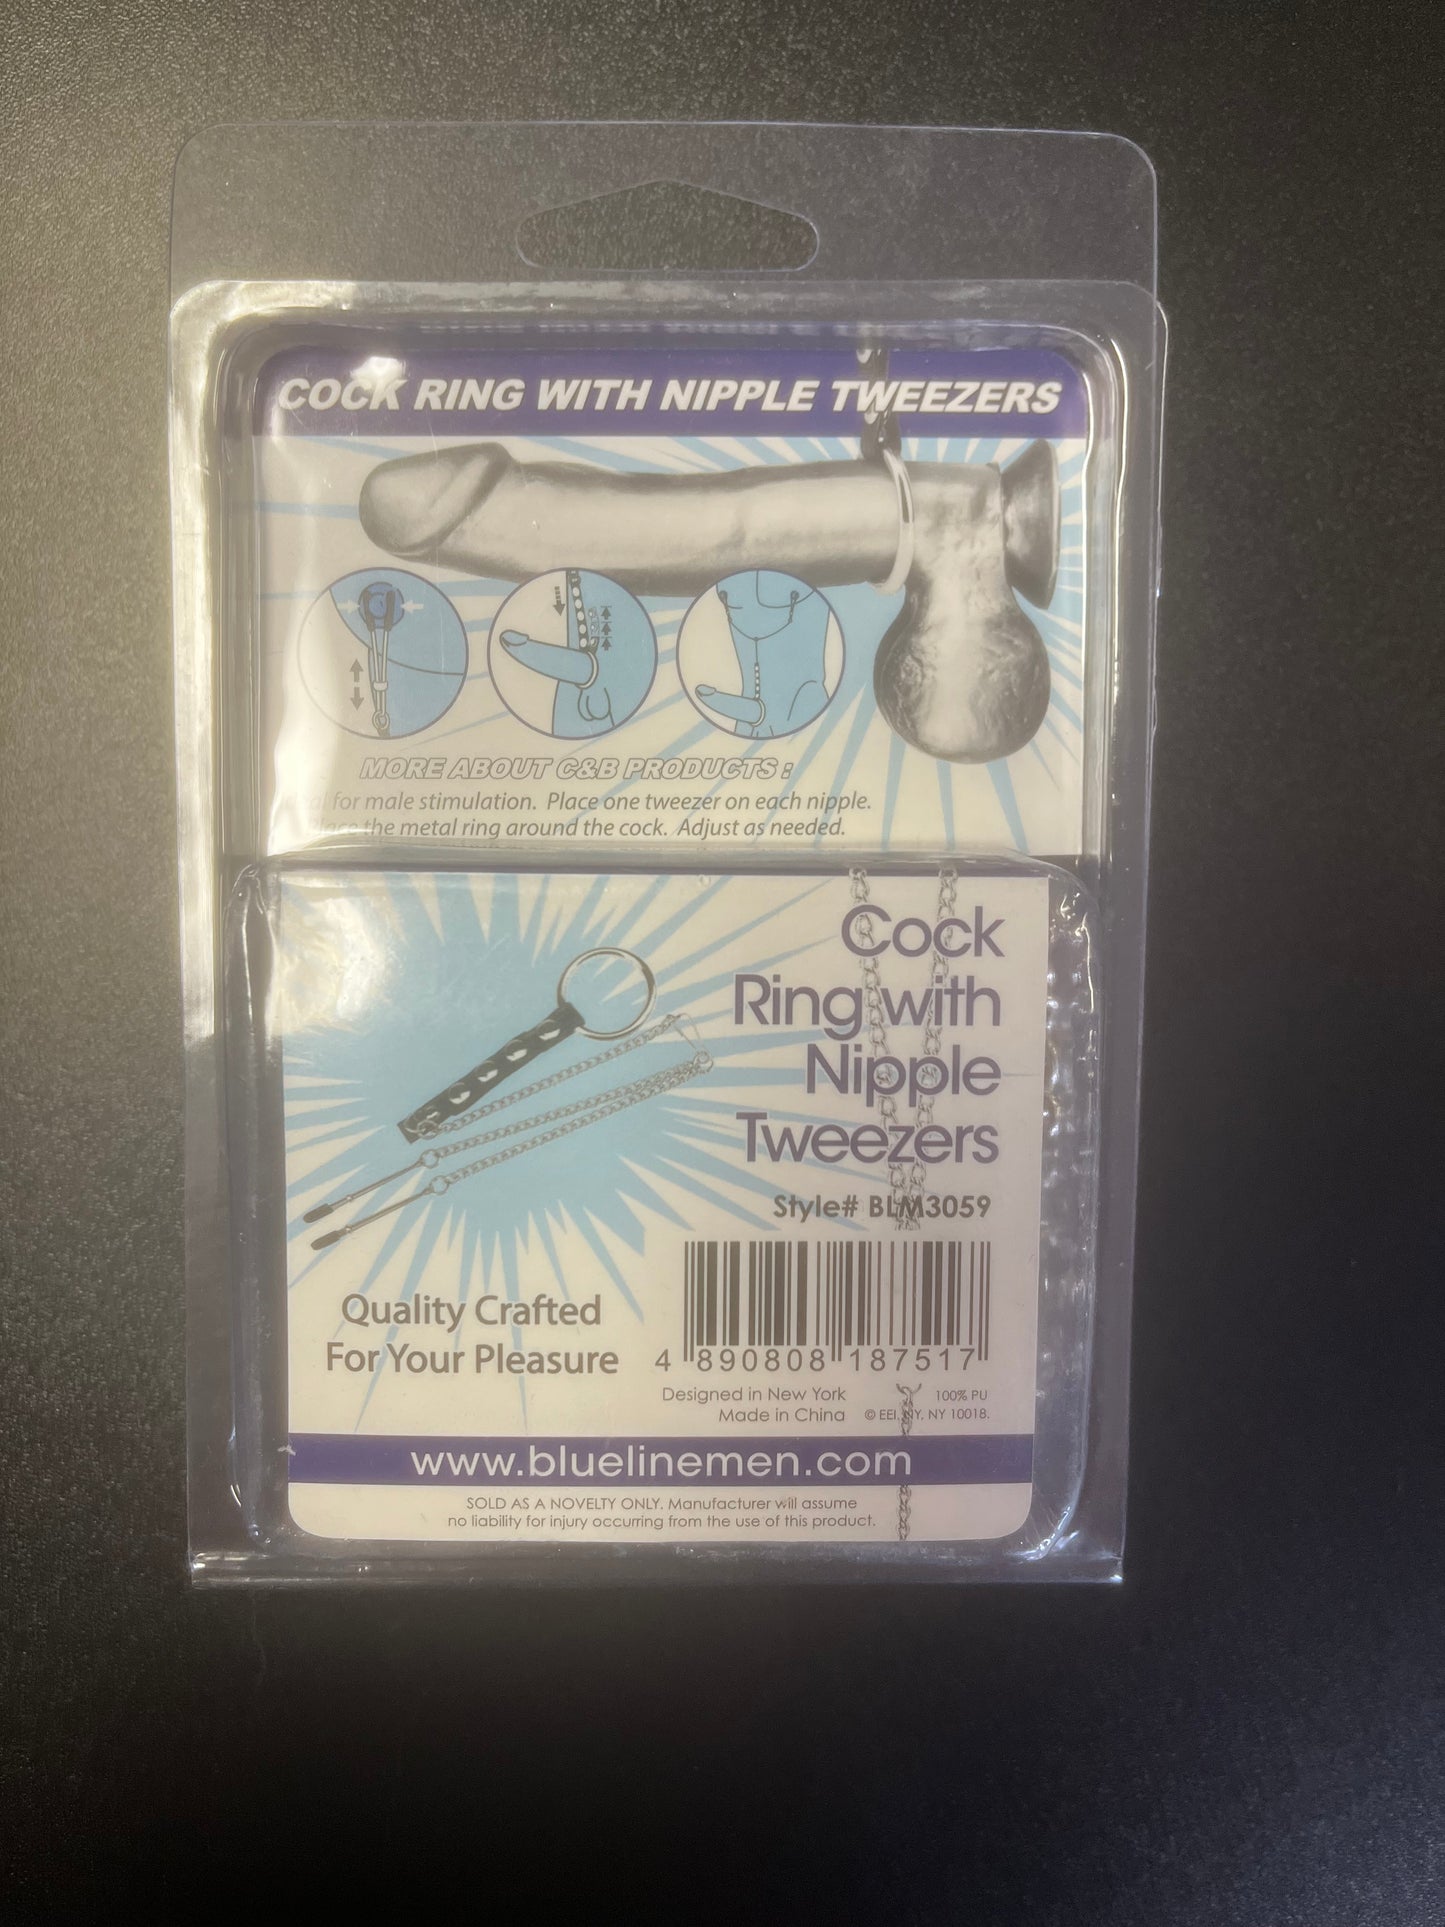 COCK RING WITH NIPPLE TWEEZERS
MORE ABOUT C&B PRODUCTS :
for male stimulation. Place one tweezer on each nipple.
the metal ring around the cock. Adjust as needed.
Cock
Ring with
Nipple
Tweezers
Style# BLM3059
Quality Crafted
For Your Pleasure
4 890808 187517
Designed in New York 100% PU
Made in China © EEI, NY, NY 10018.
www.bluelinemen.com
SOLD AS A NOVELTY ONLY. Manufacturer will assume
no liability for injury occurring from the use of this product.